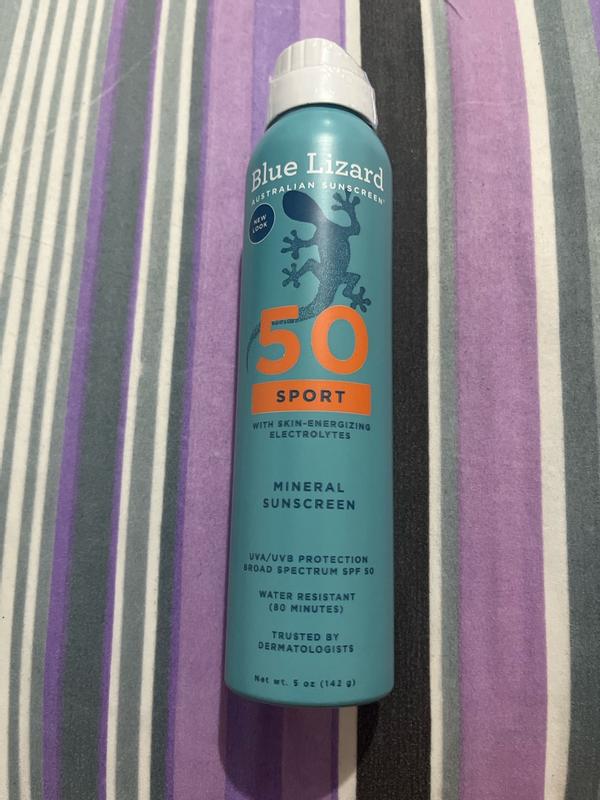 Blue Lizard
AUSTRALIAN SUNSCREEN
NEW
LOOK
50
SPORT
WITH SKIN-ENERGIZING
ELECTROLYTES
MINERAL
SUNSCREEN
UVA/UVB PROTECTION
BROAD SPECTRUM SPF 50
WATER RESISTANT
(80 MINUTES)
TRUSTED BY
DERMATOLOGISTS
Net wt. 5 oz (142 g)